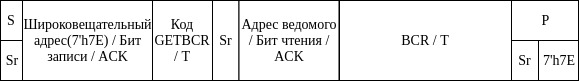 S
Sr
Широковещательный
адрес(7'h7E) / Бит
записи / ACK
Код
GETBCR
/ T
Sr
Адрес ведомого
/ Бит чтения /
ACK
BCR / T
P
Sr
7'h7E